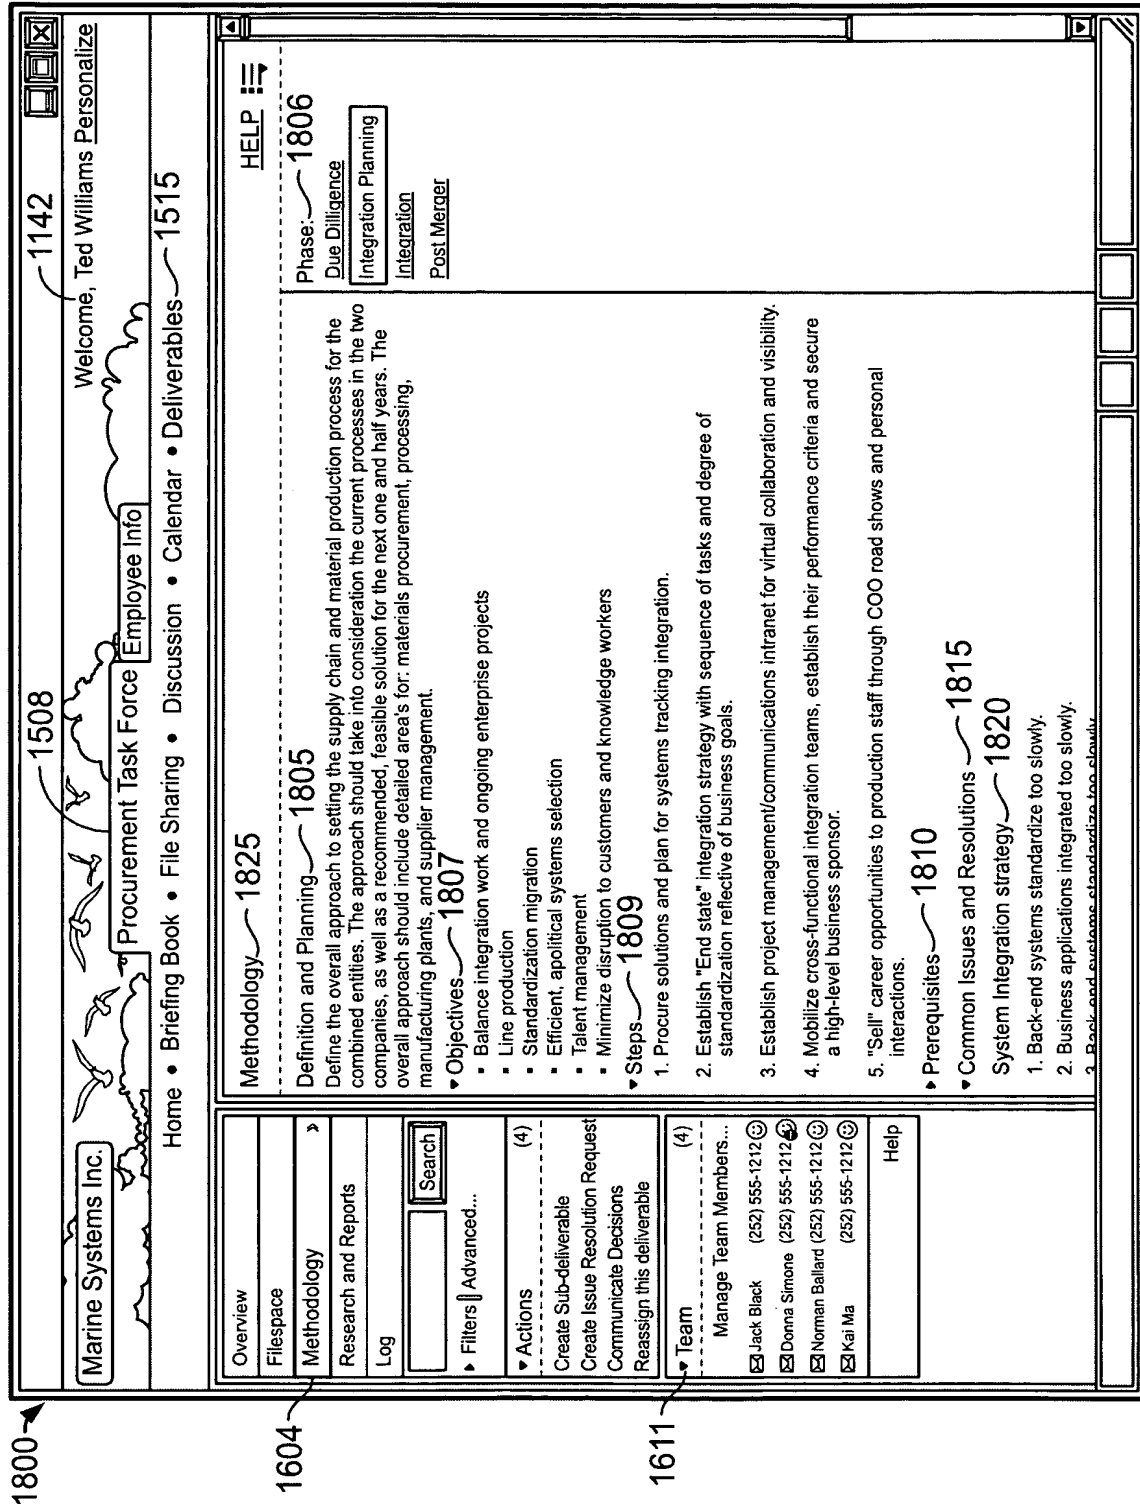 1800
1508
1142
Marine Systems Inc.
Procurement Task Force
Employee Info
Welcome, Ted Williams Personalize
Home • Briefing Book • File Sharing • Discussion • Calendar • Deliverables 1515
1604
Overview
Filespace
Methodology »
Research and Reports
Log
Search
Filters Advanced...
Actions (4)
Create Sub-deliverable
Create Issue Resolution Request
Communicate Decisions
Reassign this deliverable
1611
Team (4)
Manage Team Members...
Jack Black (252) 555-1212
Donna Simone (252) 555-1212
Norman Ballard (252) 555-1212
Kai Ma (252) 555-1212
Help
Methodology 1825
HELP
Definition and Planning 1805
Define the overall approach to setting the supply chain and material production process for the
combined entities. The approach should take into consideration the current processes in the two
companies, as well as a recommended, feasible solution for the next one and half years. The
overall approach should include detailed area's for: materials procurement, processing,
manufacturing plants, and supplier management.
▾ Objectives 1807
▪ Balance integration work and ongoing enterprise projects
▪ Line production
▪ Standardization migration
▪ Efficient, apolitical systems selection
▪ Talent management
▪ Minimize disruption to customers and knowledge workers
▾ Steps 1809
1. Procure solutions and plan for systems tracking integration.
2. Establish "End state" integration strategy with sequence of tasks and degree of
standardization reflective of business goals.
3. Establish project management/communications intranet for virtual collaboration and visibility.
4. Mobilize cross-functional integration teams, establish their performance criteria and secure
a high-level business sponsor.
5. "Sell" career opportunities to production staff through COO road shows and personal
interactions.
▸ Prerequisites 1810
▾ Common Issues and Resolutions 1815
System Integration strategy 1820
1. Back-end systems standardize too slowly.
2. Business applications integrated too slowly.
3. Back-end systems standardize too slowly
Phase: 1806
Due Dilligence
Integration Planning
Integration
Post Merger